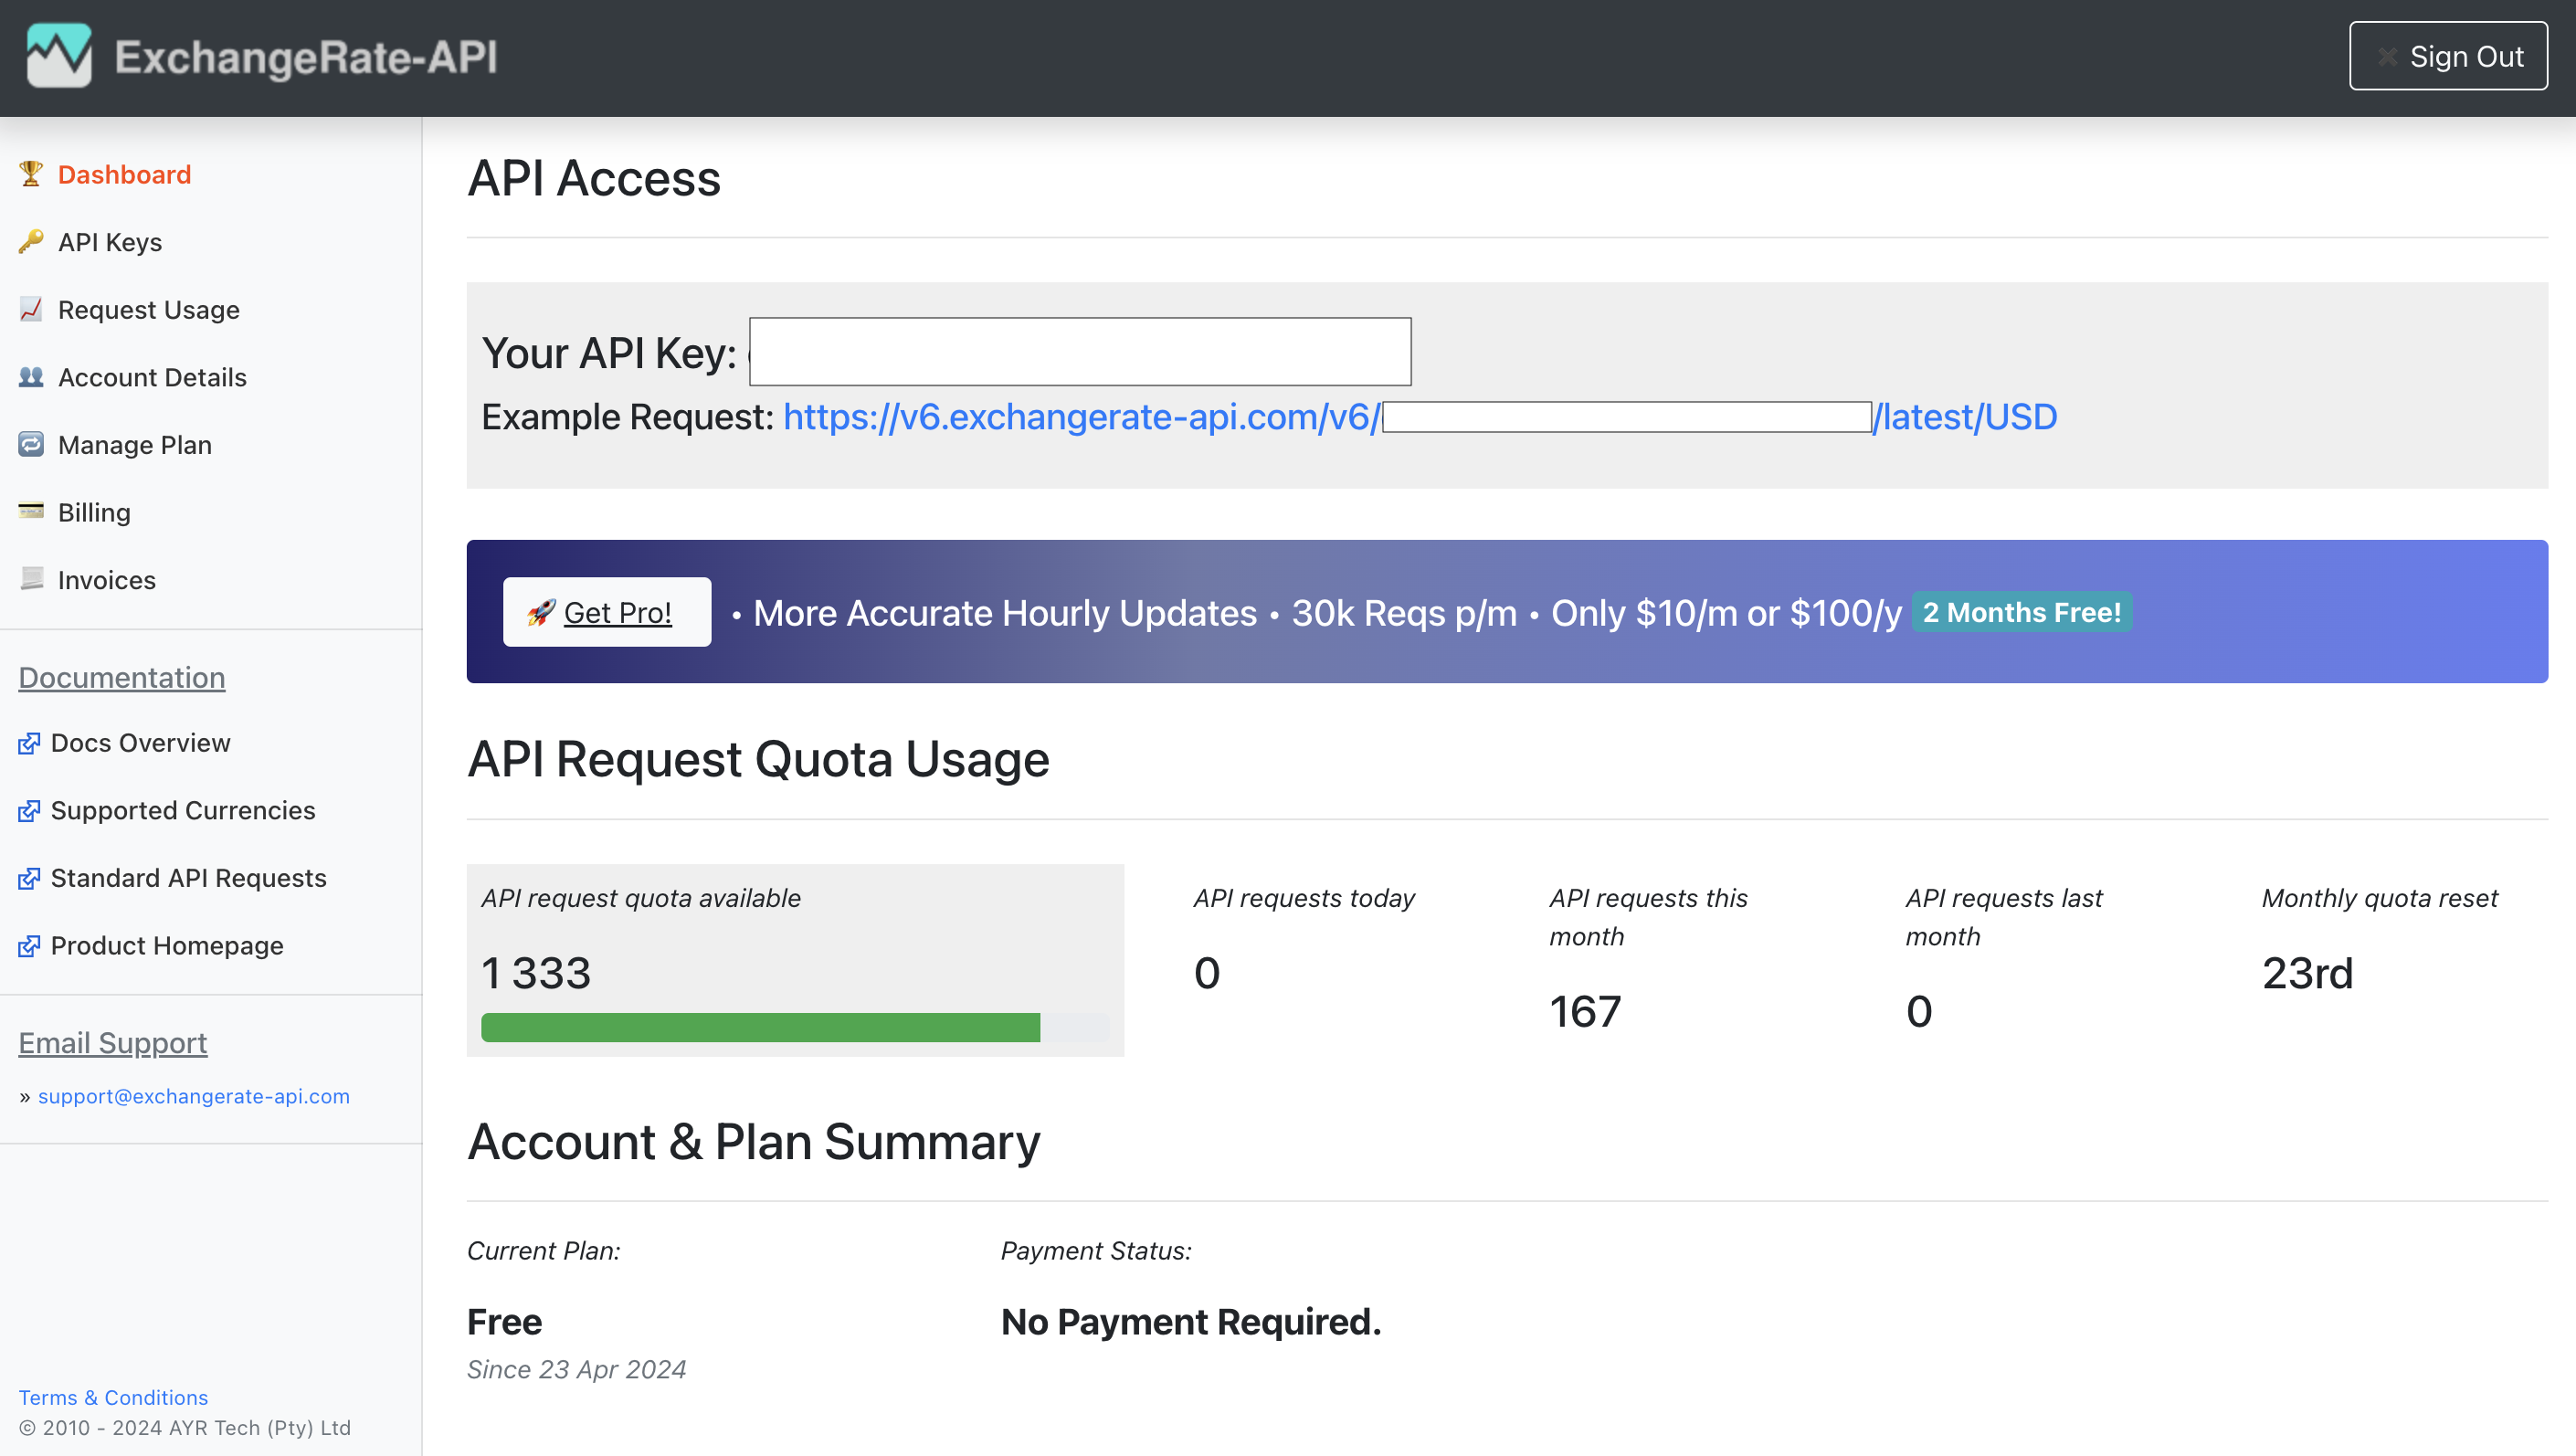 ExchangeRate-API
Sign Out
Dashboard
API Keys
Request Usage
Account Details
Manage Plan
Billing
Invoices
Documentation
Docs Overview
Supported Currencies
Standard API Requests
Product Homepage
Email Support
» support@exchangerate-api.com
Terms & Conditions
© 2010 - 2024 AYR Tech (Pty) Ltd
API Access
Your API Key:
Example Request: https://v6.exchangerate-api.com/v6/ /latest/USD
Get Pro! • More Accurate Hourly Updates • 30k Reqs p/m • Only $10/m or $100/y 2 Months Free!
API Request Quota Usage
API request quota available
1 333
API requests today
0
API requests this
month
167
API requests last
month
0
Monthly quota reset
23rd
Account & Plan Summary
Current Plan:
Free
Since 23 Apr 2024
Payment Status:
No Payment Required.